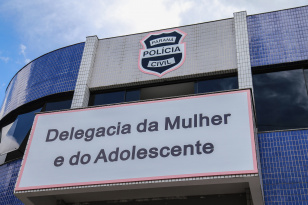 PARANÁ
POLÍCIA
CIVIL
Delegacia da Mulher
e do Adolescente